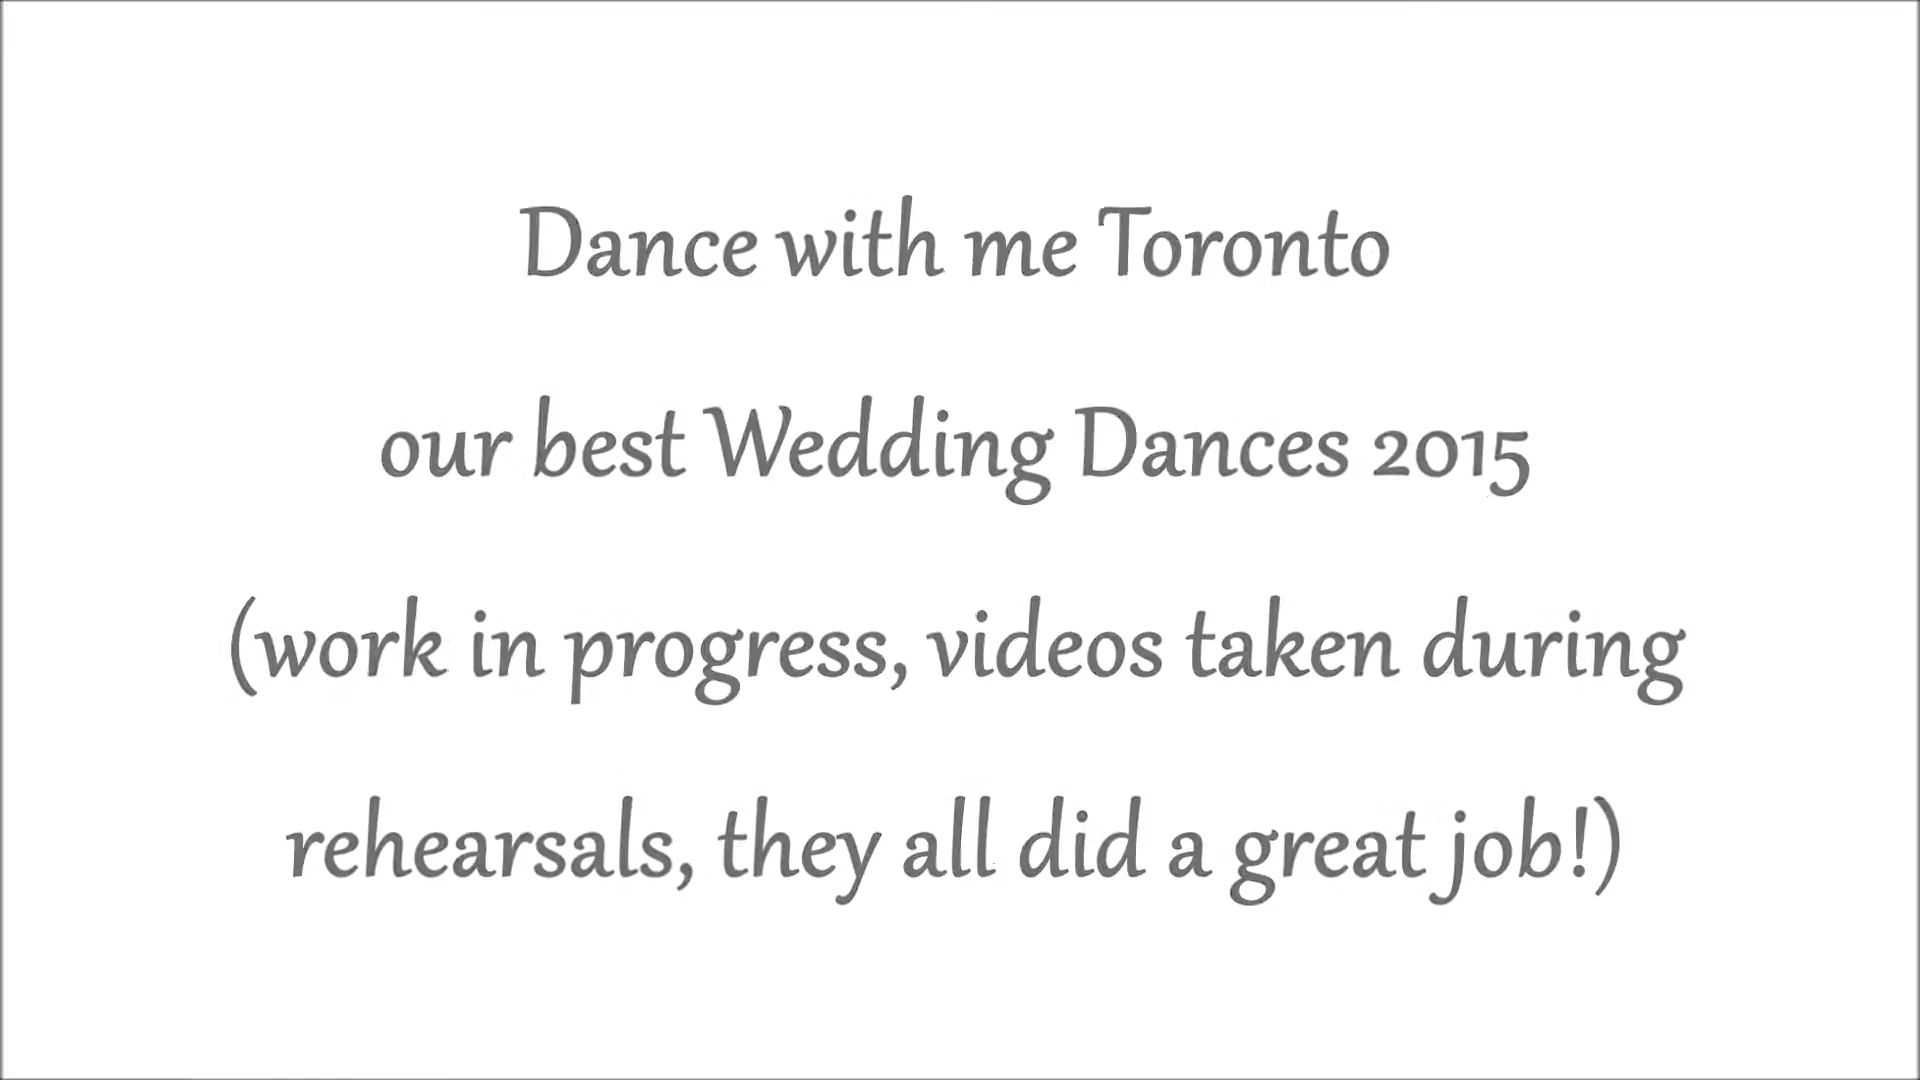 Dance with me Toronto
our best Wedding Dances 2015
(work in progress, videos taken during
rehearsals, they all did a great job!)